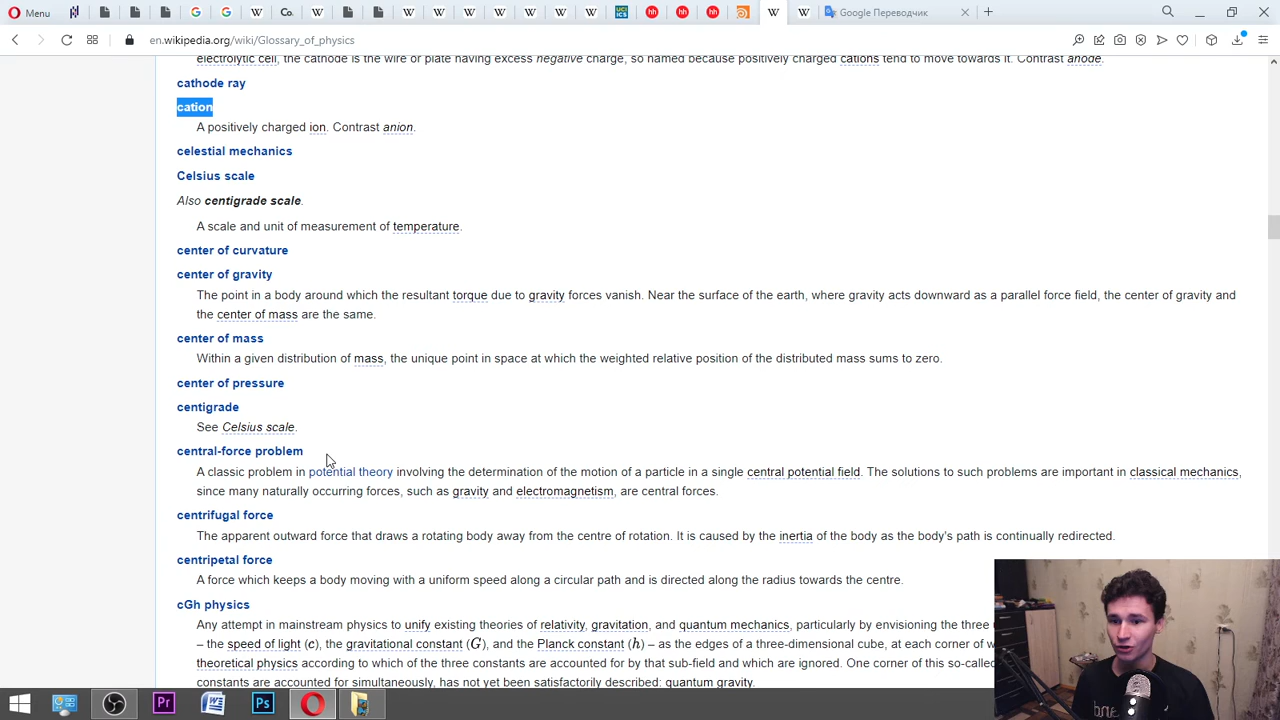 Menu
Co.
UCI
ICS
hh
hh
hh
Google Переводчик
en.wikipedia.org/wiki/Glossary_of_physics
electrolytic cell, the cathode is the wire or plate having excess negative charge, so named because positively charged cations tend to move towards it. Contrast anode.
cathode ray
cation
A positively charged ion. Contrast anion.
celestial mechanics
Celsius scale
Also centigrade scale.
A scale and unit of measurement of temperature.
center of curvature
center of gravity
The point in a body around which the resultant torque due to gravity forces vanish. Near the surface of the earth, where gravity acts downward as a parallel force field, the center of gravity and
the center of mass are the same.
center of mass
Within a given distribution of mass, the unique point in space at which the weighted relative position of the distributed mass sums to zero.
center of pressure
centigrade
See Celsius scale.
central-force problem
A classic problem in potential theory involving the determination of the motion of a particle in a single central potential field. The solutions to such problems are important in classical mechanics,
since many naturally occurring forces, such as gravity and electromagnetism, are central forces.
centrifugal force
The apparent outward force that draws a rotating body away from the centre of rotation. It is caused by the inertia of the body as the body's path is continually redirected.
centripetal force
A force which keeps a body moving with a uniform speed along a circular path and is directed along the radius towards the centre.
cGh physics
Any attempt in mainstream physics to unify existing theories of relativity, gravitation, and quantum mechanics, particularly by envisioning the three
– the speed of light (c), the gravitational constant (G), and the Planck constant (h) – as the edges of a three-dimensional cube, at each corner of
theoretical physics according to which of the three constants are accounted for by that sub-field and which are ignored. One corner of this so-called
constants are accounted for simultaneously, has not yet been satisfactorily described: quantum gravity.
Pr
Ps